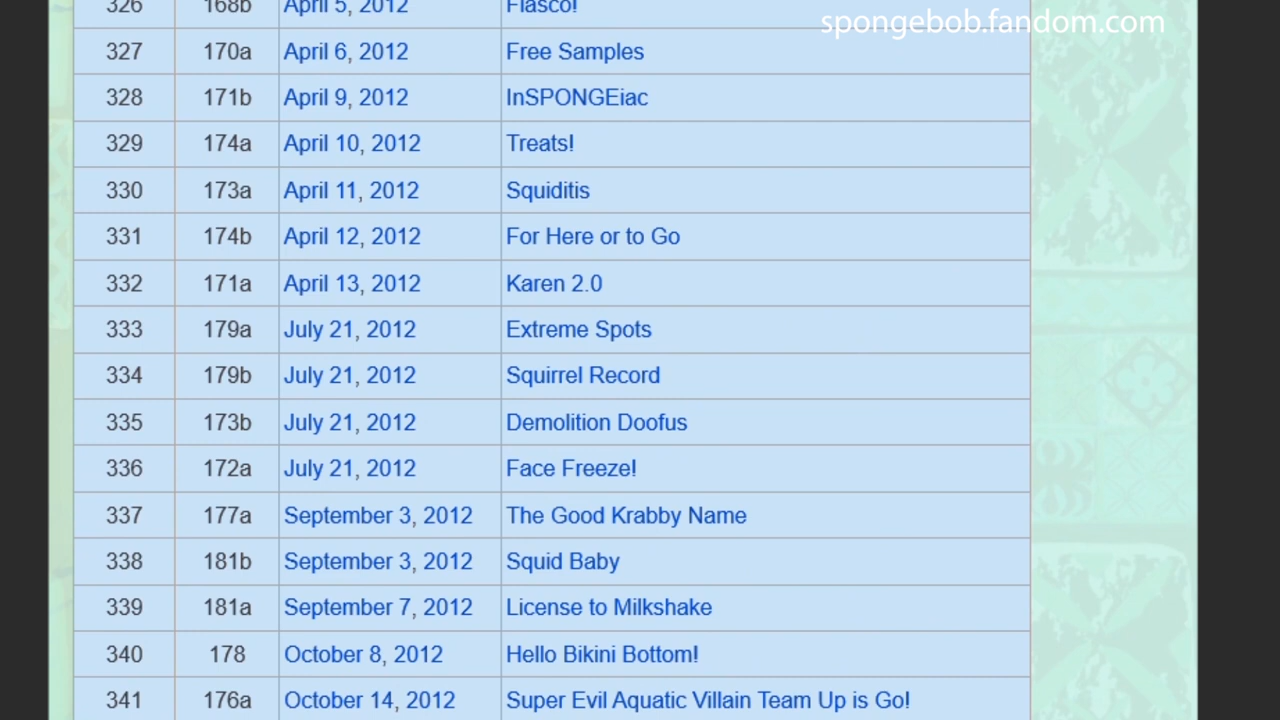 spongebob.fandom.com
326 168b April 5, 2012 Fiasco!
327 170a April 6, 2012 Free Samples
328 171b April 9, 2012 InSPONGEiac
329 174a April 10, 2012 Treats!
330 173a April 11, 2012 Squiditis
331 174b April 12, 2012 For Here or to Go
332 171a April 13, 2012 Karen 2.0
333 179a July 21, 2012 Extreme Spots
334 179b July 21, 2012 Squirrel Record
335 173b July 21, 2012 Demolition Doofus
336 172a July 21, 2012 Face Freeze!
337 177a September 3, 2012 The Good Krabby Name
338 181b September 3, 2012 Squid Baby
339 181a September 7, 2012 License to Milkshake
340 178 October 8, 2012 Hello Bikini Bottom!
341 176a October 14, 2012 Super Evil Aquatic Villain Team Up is Go!